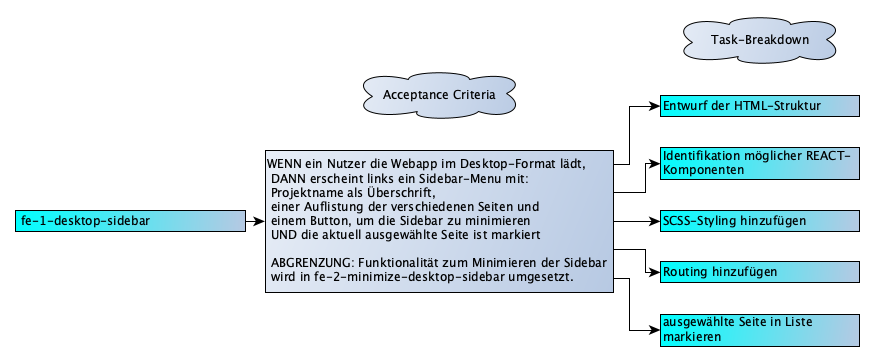 Task-Breakdown
Acceptance Criteria
fe-1-desktop-sidebar
WENN ein Nutzer die Webapp im Desktop-Format lädt,
DANN erscheint links ein Sidebar-Menu mit:
Projektname als Überschrift,
einer Auflistung der verschiedenen Seiten und
einem Button, um die Sidebar zu minimieren
UND die aktuell ausgewählte Seite ist markiert
ABGRENZUNG: Funktionalität zum Minimieren der Sidebar
wird in fe-2-minimize-desktop-sidebar umgesetzt.
Entwurf der HTML-Struktur
Identifikation möglicher REACT-
Komponenten
SCSS-Styling hinzufügen
Routing hinzufügen
ausgewählte Seite in Liste
markieren